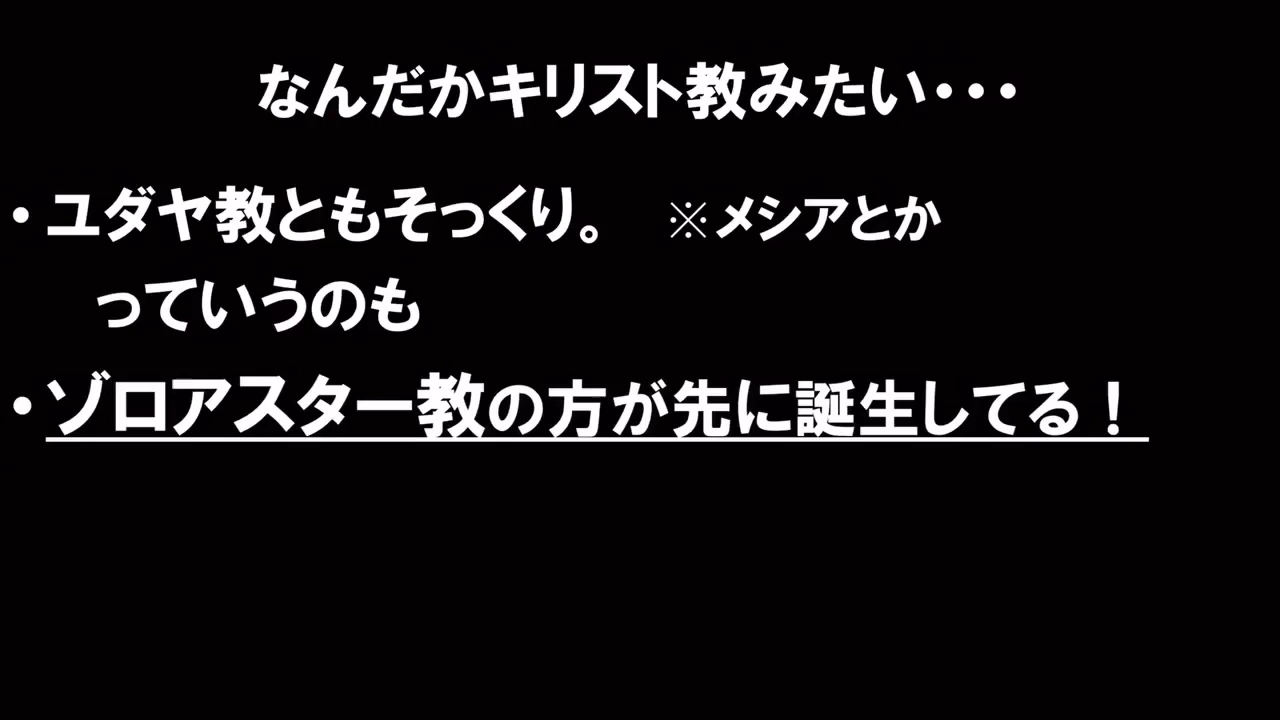 なんだかキリスト教みたい・・・
・ユダヤ教ともそっくり。　※メシアとか
っていうのも
・ゾロアスター教の方が先に誕生してる！